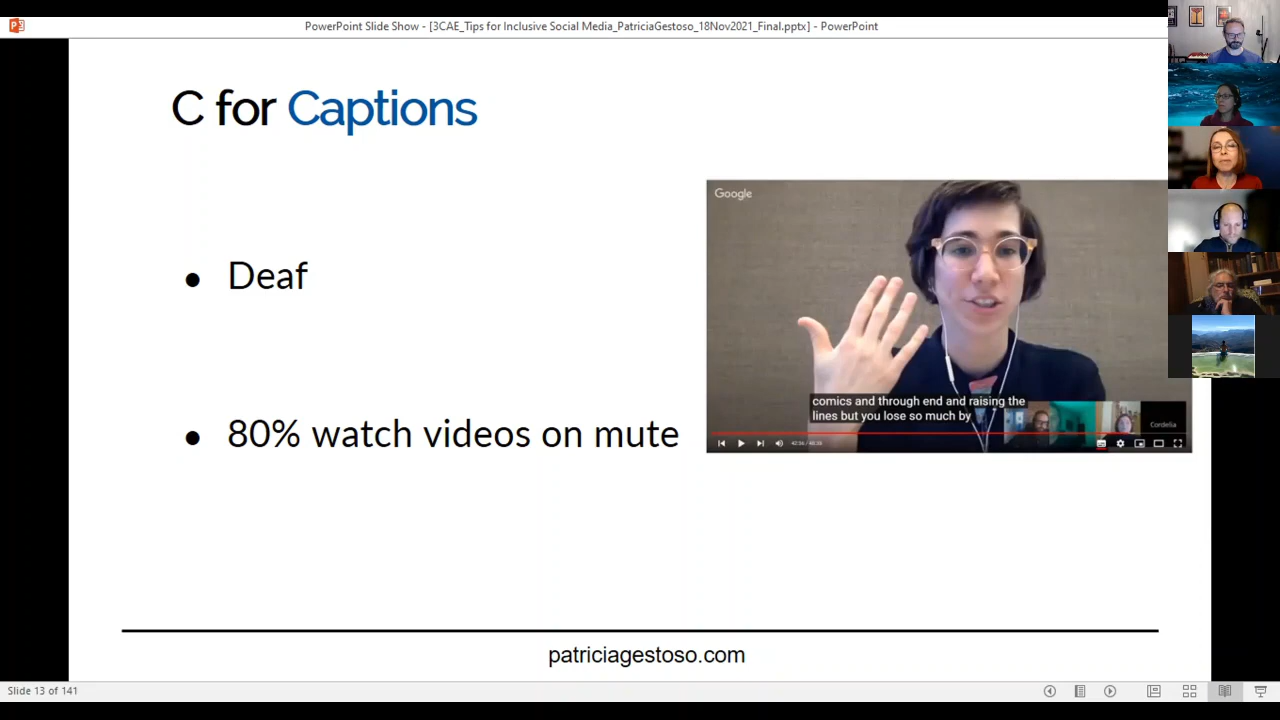 PowerPoint Slide Show - [3CAE_Tips for Inclusive Social Media_PatriciaGestoso_18Nov2021_Final.pptx] - PowerPoint
C for Captions
Google
• Deaf
comics and through end and raising the
lines but you lose so much by
Cordelia
• 80% watch videos on mute
patriciagestoso.com
Slide 13 of 141